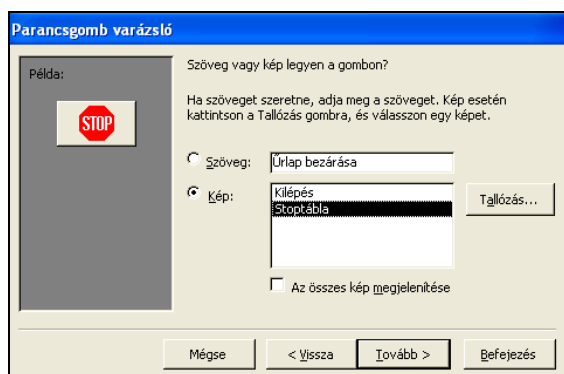 Parancsgomb varázsló
Példa:
STOP
Szöveg vagy kép legyen a gombon?
Ha szöveget szeretne, adja meg a szöveget. Kép esetén
kattintson a Tallózás gombra, és válasszon egy képet.
Szöveg:
Űrlap bezárása
Kép:
Kilépés
Stoptábla
Tallózás...
Az összes kép megjelenítése
Mégse
< Vissza
Tovább >
Befejezés